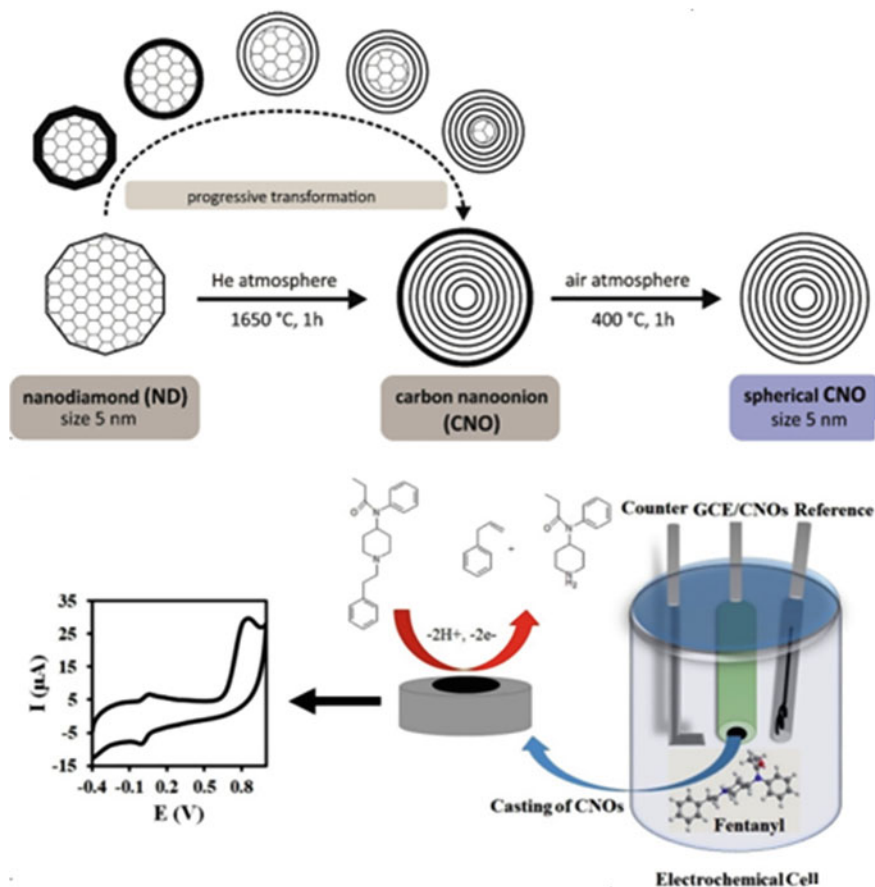 progressive transformation
He atmosphere
1650 °C, 1h
air atmosphere
400 °C, 1h
nanodiamond (ND)
size 5 nm
carbon nanoonion
(CNO)
spherical CNO
size 5 nm
Counter GCE/CNOs Reference
O
N
N
+
O
N
N
H₂
-2H+, -2e-
35
25
15
5
-5
-15
I (µA)
-0.4 -0.1 0.2 0.5 0.8
E (V)
Casting of CNOs
Fentanyl
Electrochemical Cell